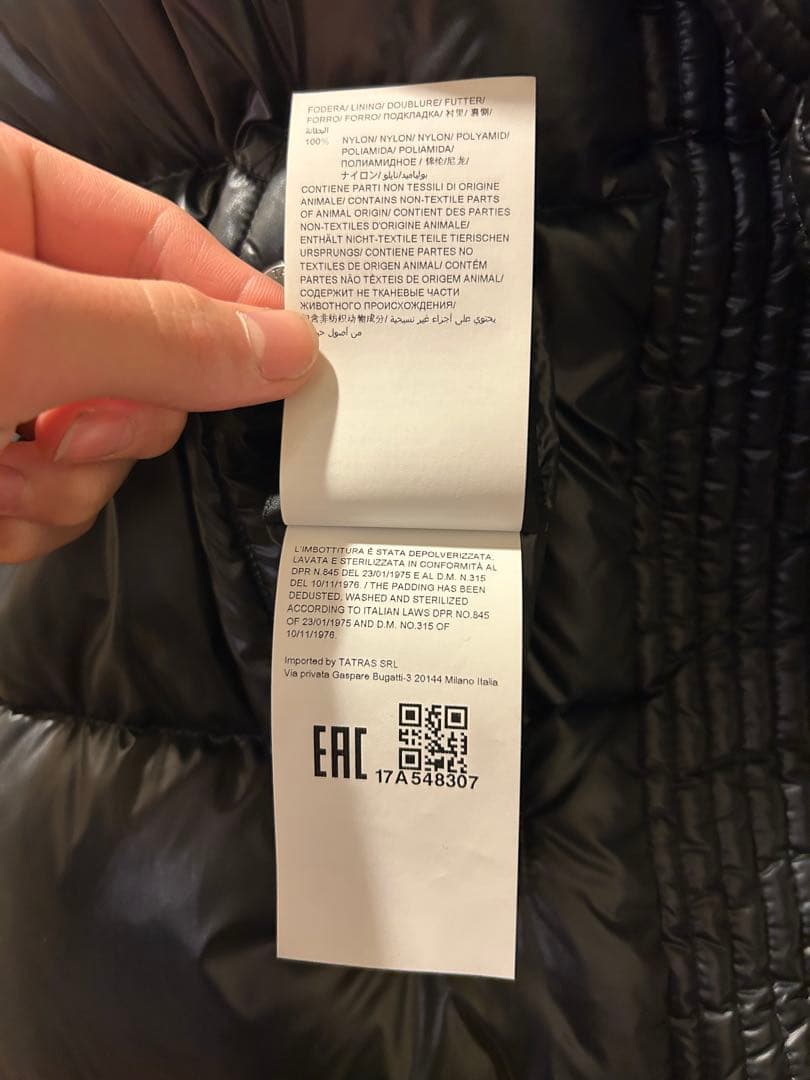 FODERA/ LINING/ DOUBLURE/ FUTTER/
FORRO/ FORRO/ ПОДКЛАДКА/ 衬里/ 裏側/
البطانة
100% NYLON/ NYLON/ NYLON/ POLYAMID/
POLIAMIDA/ POLIAMIDA/
ПОЛИАМИДНОЕ / 锦纶/尼龙/
ナイロン/ بولياميد/نايلو
CONTIENE PARTI NON TESSILI DI ORIGINE
ANIMALE/ CONTAINS NON-TEXTILE PARTS
OF ANIMAL ORIGIN/ CONTIENT DES PARTIES
NON-TEXTILES D'ORIGINE ANIMALE/
ENTHÄLT NICHT-TEXTILE TEILE TIERISCHEN
URSPRUNGS/ CONTIENE PARTES NO
TEXTILES DE ORIGEN ANIMAL/ CONTÉM
PARTES NÃO TÊXTEIS DE ORIGEM ANIMAL/
СОДЕРЖИТ НЕ ТКАНЕВЫЕ ЧАСТИ
ЖИВОТНОГО ПРОИСХОЖДЕНИЯ/
含非纺织动物成分/ يحتوي على أجزاء غير نسيجية
من أصول
L'IMBOTTITURA É STATA DEPOLVERIZZATA,
LAVATA E STERILIZZATA IN CONFORMITÀ AL
DPR N.845 DEL 23/01/1975 E AL D.M. N.315
DEL 10/11/1976. / THE PADDING HAS BEEN
DEDUSTED, WASHED AND STERILIZED
ACCORDING TO ITALIAN LAWS DPR NO.845
OF 23/01/1975 AND D.M. NO.315 OF
10/11/1976.
Imported by TATRAS SRL
Via privata Gaspare Bugatti-3 20144 Milano Italia
EAC
17A548307